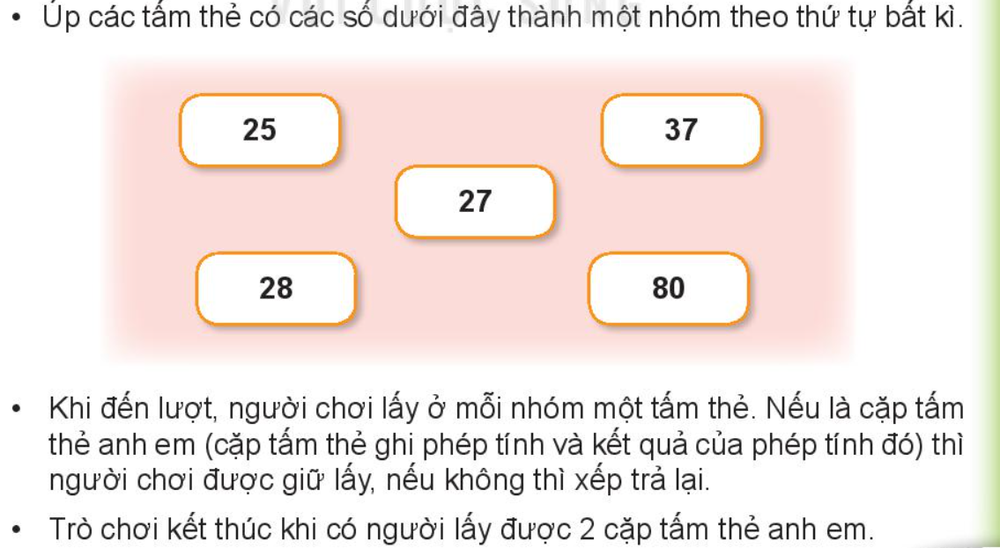 • Úp các tấm thẻ có các số dưới đây thành một nhóm theo thứ tự bất kì.
25
37
27
28
80
• Khi đến lượt, người chơi lấy ở mỗi nhóm một tấm thẻ. Nếu là cặp tấm
thẻ anh em (cặp tấm thẻ ghi phép tính và kết quả của phép tính đó) thì
người chơi được giữ lấy, nếu không thì xếp trả lại.
• Trò chơi kết thúc khi có người lấy được 2 cặp tấm thẻ anh em.